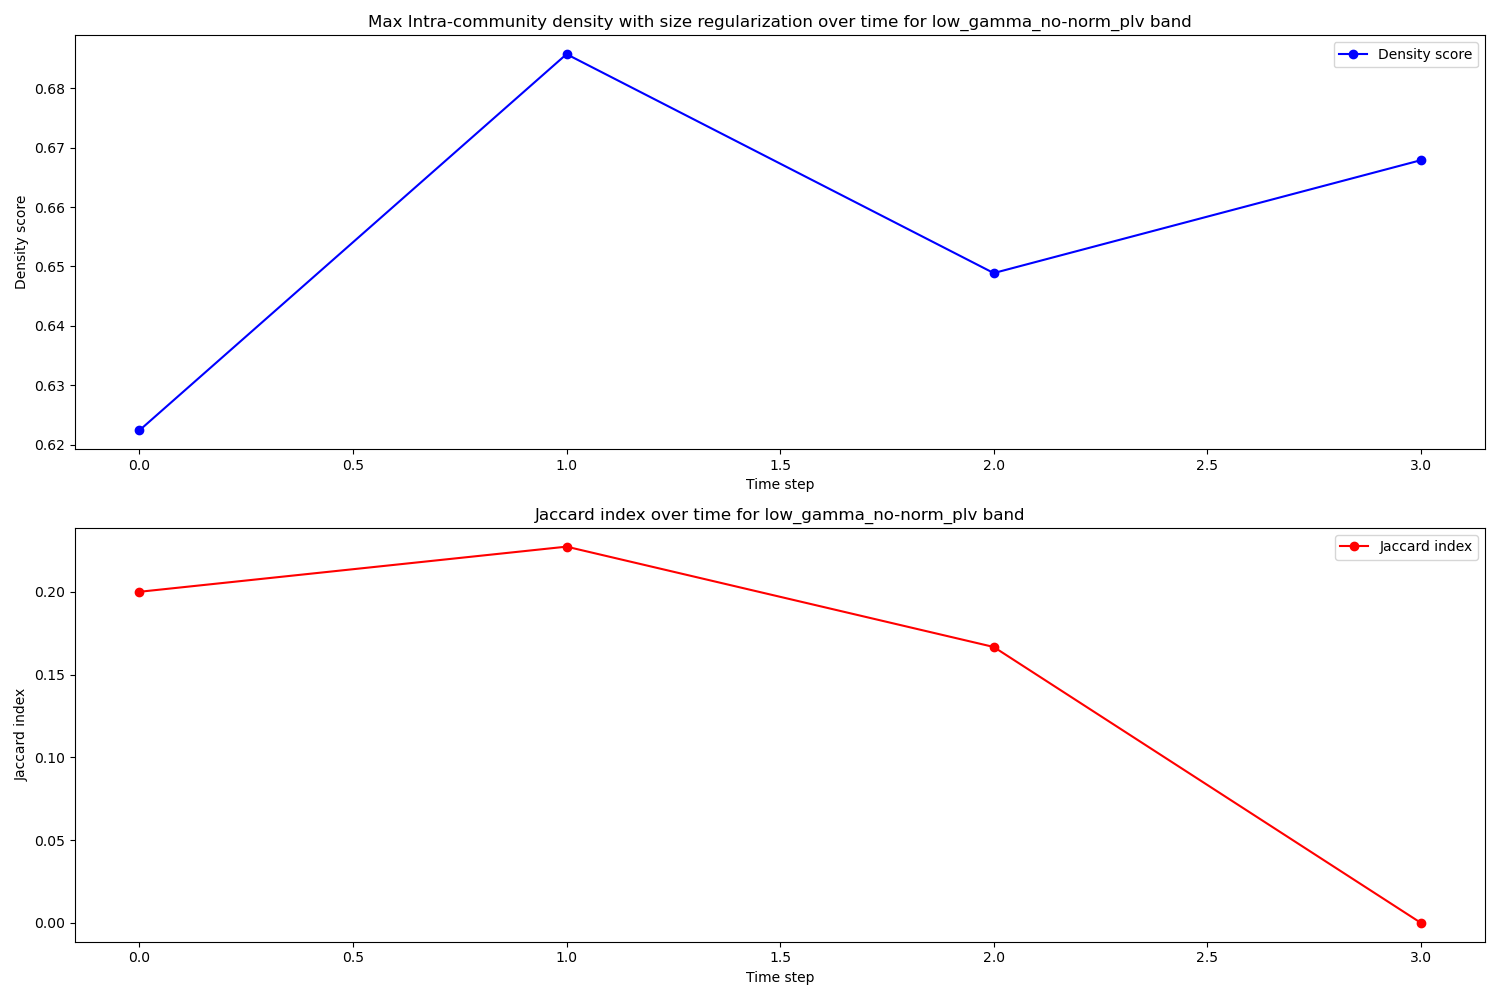 Max Intra-community density with size regularization over time for low_gamma_no-norm_plv band
Density score
0.68
0.67
0.66
0.65
0.64
0.63
0.62
Density score
0.0 0.5 1.0 1.5 2.0 2.5 3.0
Time step
Jaccard index over time for low_gamma_no-norm_plv band
Jaccard index
0.20
0.15
0.10
0.05
0.00
Jaccard index
0.0 0.5 1.0 1.5 2.0 2.5 3.0
Time step